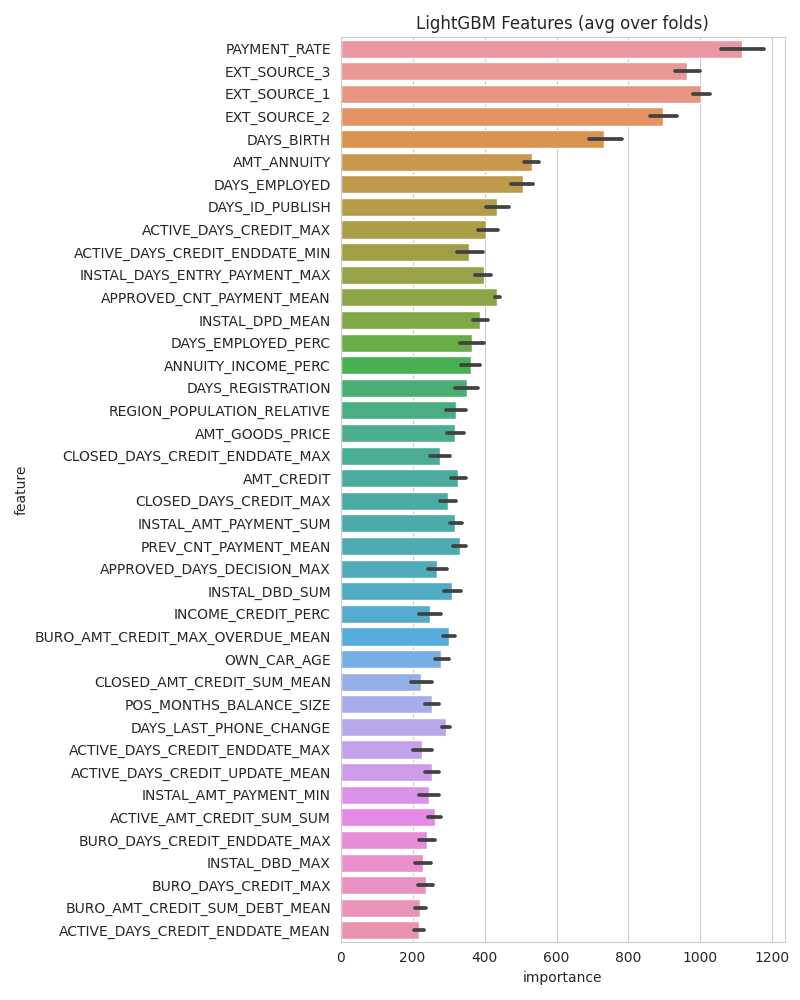 LightGBM Features (avg over folds)
PAYMENT_RATE
EXT_SOURCE_3
EXT_SOURCE_1
EXT_SOURCE_2
DAYS_BIRTH
AMT_ANNUITY
DAYS_EMPLOYED
DAYS_ID_PUBLISH
ACTIVE_DAYS_CREDIT_MAX
ACTIVE_DAYS_CREDIT_ENDDATE_MIN
INSTAL_DAYS_ENTRY_PAYMENT_MAX
APPROVED_CNT_PAYMENT_MEAN
INSTAL_DPD_MEAN
DAYS_EMPLOYED_PERC
ANNUITY_INCOME_PERC
DAYS_REGISTRATION
REGION_POPULATION_RELATIVE
AMT_GOODS_PRICE
CLOSED_DAYS_CREDIT_ENDDATE_MAX
AMT_CREDIT
CLOSED_DAYS_CREDIT_MAX
INSTAL_AMT_PAYMENT_SUM
PREV_CNT_PAYMENT_MEAN
APPROVED_DAYS_DECISION_MAX
INSTAL_DBD_SUM
INCOME_CREDIT_PERC
BURO_AMT_CREDIT_MAX_OVERDUE_MEAN
OWN_CAR_AGE
CLOSED_AMT_CREDIT_SUM_MEAN
POS_MONTHS_BALANCE_SIZE
DAYS_LAST_PHONE_CHANGE
ACTIVE_DAYS_CREDIT_ENDDATE_MAX
ACTIVE_DAYS_CREDIT_UPDATE_MEAN
INSTAL_AMT_PAYMENT_MIN
ACTIVE_AMT_CREDIT_SUM_SUM
BURO_DAYS_CREDIT_ENDDATE_MAX
INSTAL_DBD_MAX
BURO_DAYS_CREDIT_MAX
BURO_AMT_CREDIT_SUM_DEBT_MEAN
ACTIVE_DAYS_CREDIT_ENDDATE_MEAN
feature
0 200 400 600 800 1000 1200
importance